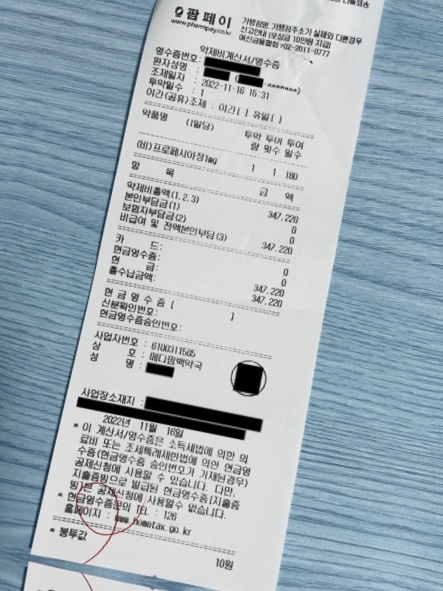 팜페이
www.pharmpay.co.kr
가맹점명, 가맹점주소가 실제와 다른경우
신고안내 (포상금 10만원 지급)
여신금융협회 ☎02-2011-0777
약제비계산서/영수증
영수증번호:
환자성명 :
조제일자 : 2022-11-16 15:31
투약일수 : 1
야간(공휴)조제 : 야간[ ] 휴일[ ]
약품명 (1일당) 투약 투여 투여
량 횟수 일수
(비)프로페시아정1mg 1 1 180
항 목 금 액
약제비총액(1,2,3) 347,220
본인부담금(1) 0
보험자부담금(2) 0
비급여 및 전액본인부담(3) 347,220
카 드: 0
현금영수증: 0
현 금: 347,220
총수납금액: 347,220
현 금 영 수 증 [ ]
신분확인번호:
현금영수증승인번호:
사업자번호 : 6100311565
상 호 : 메디팜백약국
성 명 :
사업장소재지 :
2022년 11월 16일
* 이 계산서/영수증은 소득세법에 의한 의
료비 또는 조세특례제한법에 의한 현금영
수증(현금영수증 승인번호가 기재된경우)
공제신청에 사용할 수 있습니다. 다만,
지출증빙으로 발급된 현금영수증(지출증
빙)은 공제신청에 사용할수 없습니다.
* 현금영수증문의 TEL : 126
홈페이지 : www.hometax.go.kr
* 봉투값 10원